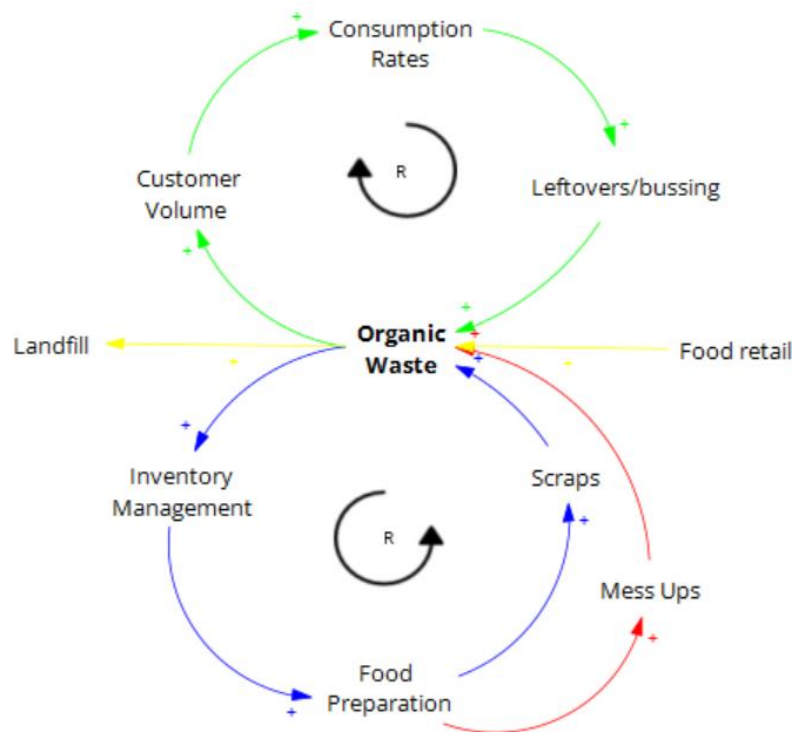 +
Consumption
Rates
+
R
Customer
Volume
Leftovers/bussing
+
+
+
Landfill
Organic
Waste
+
Food retail
-
-
+
Inventory
Management
Scraps
+
R
Mess Ups
+
Food
Preparation
+